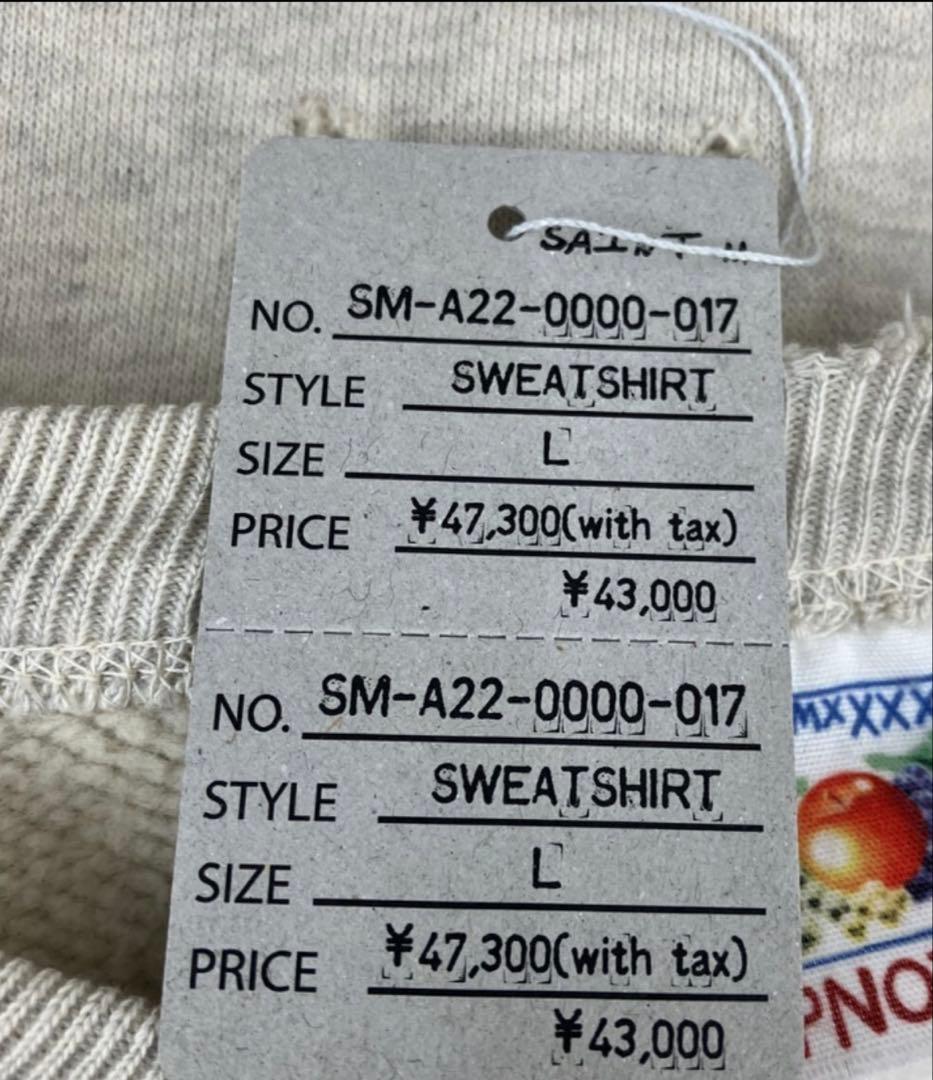 SAINT M
NO. SM-A22-0000-017
STYLE SWEATSHIRT
SIZE L
PRICE ¥47,300(with tax)
¥43,000
NO. SM-A22-0000-017
STYLE SWEATSHIRT
SIZE L
PRICE ¥47,300(with tax)
¥43,000